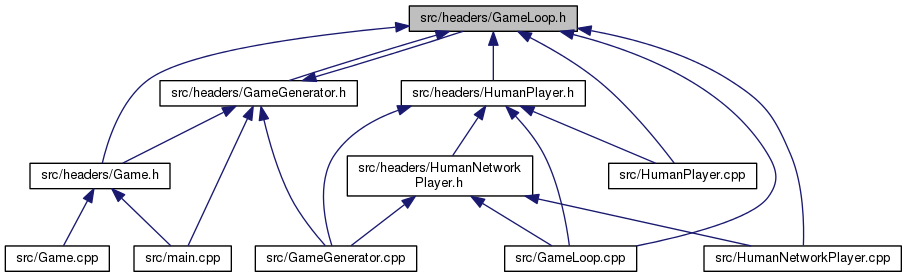 src/headers/GameLoop.h
src/headers/GameGenerator.h
src/headers/HumanPlayer.h
src/headers/Game.h
src/headers/HumanNetwork
Player.h
src/HumanPlayer.cpp
src/Game.cpp
src/main.cpp
src/GameGenerator.cpp
src/GameLoop.cpp
src/HumanNetworkPlayer.cpp